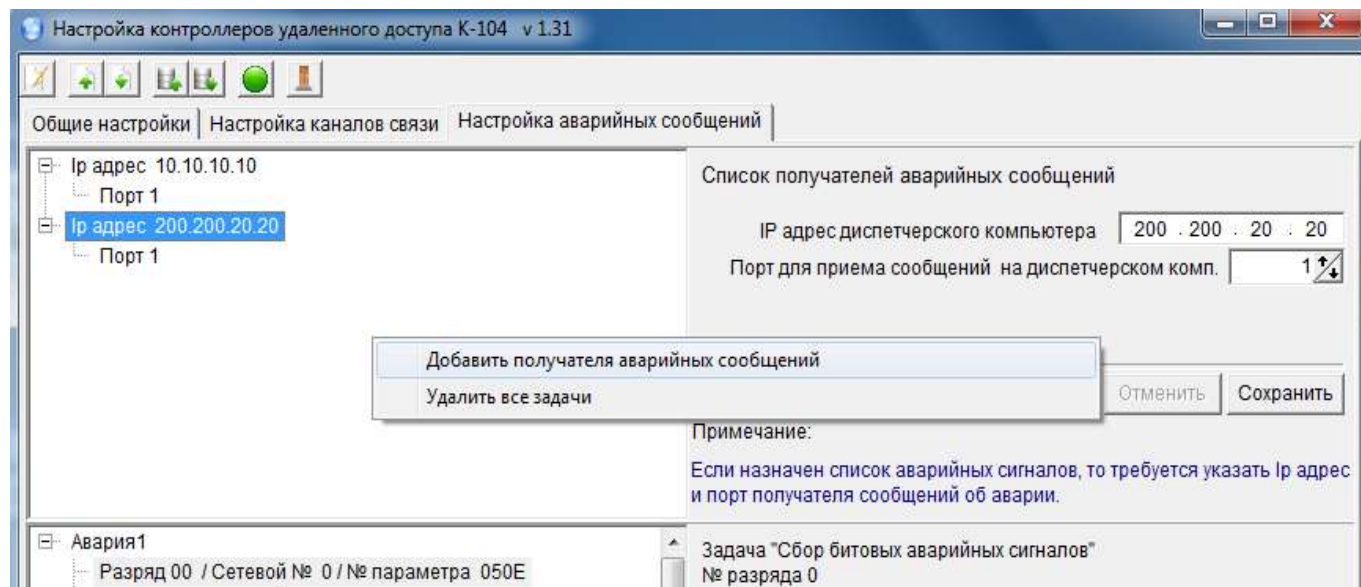 Настройка контроллеров удаленного доступа К-104 v 1.31
Общие настройки
Настройка каналов связи
Настройка аварийных сообщений
Ip адрес 10.10.10.10
Порт 1
Ip адрес 200.200.20.20
Порт 1
Список получателей аварийных сообщений
IP адрес диспетчерского компьютера 200 . 200 . 20 . 20
Порт для приема сообщений на диспетчерском комп. 1
Добавить получателя аварийных сообщений
Удалить все задачи
Отменить
Сохранить
Примечание:
Если назначен список аварийных сигналов, то требуется указать Ip адрес
и порт получателя сообщений об аварии.
Авария1
Разряд 00 / Сетевой № 0 / № параметра 050E
Задача "Сбор битовых аварийных сигналов"
№ разряда 0